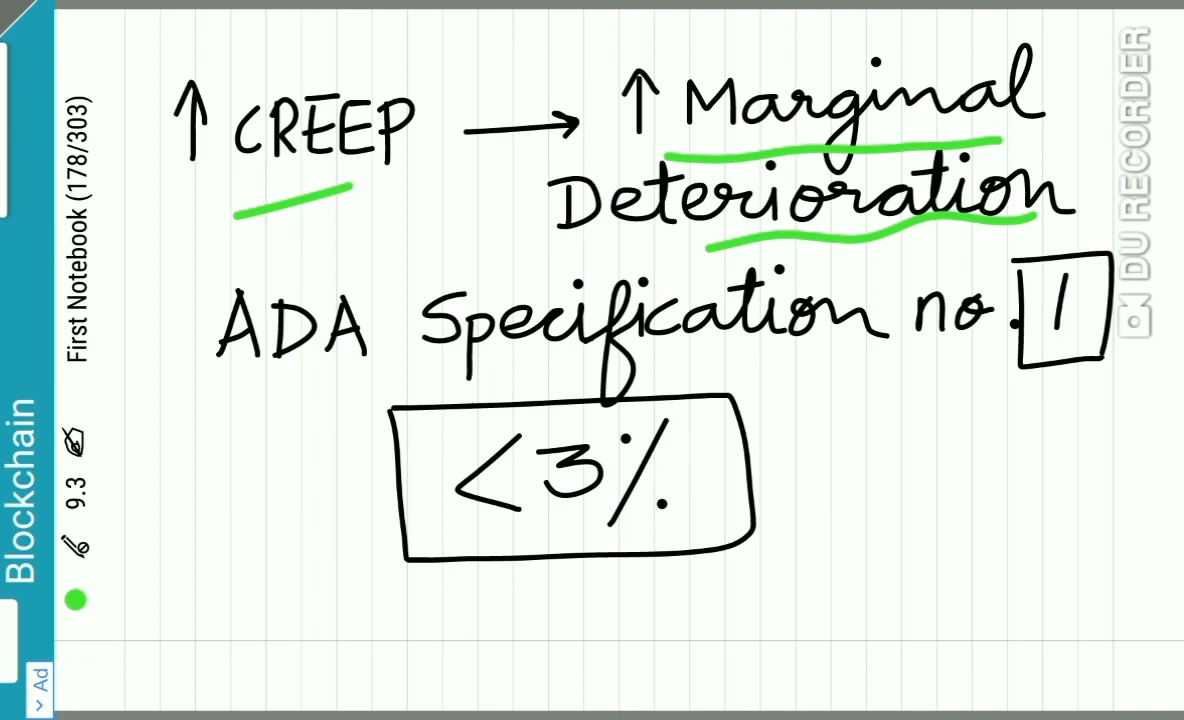 ↑ CREEP → ↑ Marginal
Deterioration
ADA Specification no. 1
<3%
First Notebook (178/303)
9.3
Blockchain
Ad
DU RECORDER